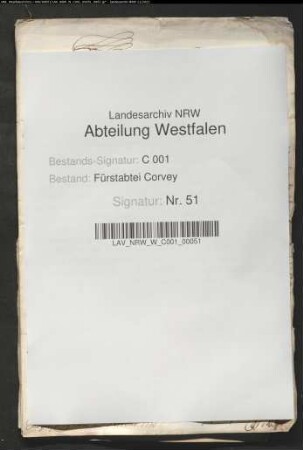 Landesarchiv NRW
Abteilung Westfalen
Bestands-Signatur: C 001
Bestand: Fürstabtei Corvey
Signatur: Nr. 51
LAV_NRW_W_C001_00051